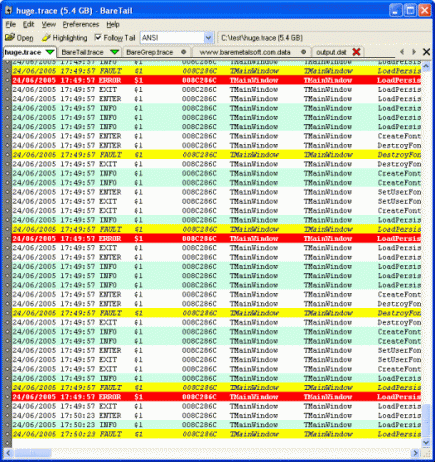 huge.trace (5.4 GB) - BareTail
File Edit View Preferences Help
Open Highlighting Follow Tail ANSI C:\test\huge.trace (5.4 GB)
huge.trace BareTail.trace BareGrep.trace www.baremetalsoft.com.data output.dat
24/06/2005 17:49:57 INFO $1 008C286C TMainWindow TMainWindow LoadPersis
24/06/2005 17:49:57 FAULT $1 008C286C TMainWindow TMainWindow LoadPersis
24/06/2005 17:49:57 ERROR $1 008C286C TMainWindow TMainWindow LoadPersis
24/06/2005 17:49:57 EXIT $1 008C286C TMainWindow TMainWindow LoadPersis
24/06/2005 17:49:57 ENTER $1 008C286C TMainWindow TMainWindow LoadPersis
24/06/2005 17:49:57 INFO $1 008C286C TMainWindow TMainWindow LoadPersis
24/06/2005 17:49:57 INFO $1 008C286C TMainWindow TMainWindow LoadPersis
24/06/2005 17:49:57 ENTER $1 008C286C TMainWindow TMainWindow CreateFont
24/06/2005 17:49:57 ENTER $1 008C286C TMainWindow TMainWindow DestroyFon
24/06/2005 17:49:57 FAULT $1 008C286C TMainWindow TMainWindow DestroyFon
24/06/2005 17:49:57 EXIT $1 008C286C TMainWindow TMainWindow DestroyFon
24/06/2005 17:49:57 INFO $1 008C286C TMainWindow TMainWindow CreateFont
24/06/2005 17:49:57 INFO $1 008C286C TMainWindow TMainWindow CreateFont
24/06/2005 17:49:57 ENTER $1 008C286C TMainWindow TMainWindow SetUserFon
24/06/2005 17:49:57 EXIT $1 008C286C TMainWindow TMainWindow SetUserFon
24/06/2005 17:49:57 EXIT $1 008C286C TMainWindow TMainWindow CreateFont
24/06/2005 17:49:57 INFO $1 008C286C TMainWindow TMainWindow LoadPersis
24/06/2005 17:49:57 FAULT $1 008C286C TMainWindow TMainWindow LoadPersis
24/06/2005 17:49:57 ERROR $1 008C286C TMainWindow TMainWindow LoadPersis
24/06/2005 17:49:57 EXIT $1 008C286C TMainWindow TMainWindow LoadPersis
24/06/2005 17:49:57 ENTER $1 008C286C TMainWindow TMainWindow LoadPersis
24/06/2005 17:49:57 INFO $1 008C286C TMainWindow TMainWindow LoadPersis
24/06/2005 17:49:57 INFO $1 008C286C TMainWindow TMainWindow LoadPersis
24/06/2005 17:49:57 ENTER $1 008C286C TMainWindow TMainWindow CreateFont
24/06/2005 17:49:57 ENTER $1 008C286C TMainWindow TMainWindow DestroyFon
24/06/2005 17:49:57 FAULT $1 008C286C TMainWindow TMainWindow DestroyFon
24/06/2005 17:49:57 EXIT $1 008C286C TMainWindow TMainWindow DestroyFon
24/06/2005 17:49:57 INFO $1 008C286C TMainWindow TMainWindow CreateFont
24/06/2005 17:49:57 INFO $1 008C286C TMainWindow TMainWindow CreateFont
24/06/2005 17:49:57 ENTER $1 008C286C TMainWindow TMainWindow SetUserFon
24/06/2005 17:49:57 EXIT $1 008C286C TMainWindow TMainWindow SetUserFon
24/06/2005 17:49:57 EXIT $1 008C286C TMainWindow TMainWindow CreateFont
24/06/2005 17:49:57 INFO $1 008C286C TMainWindow TMainWindow LoadPersis
24/06/2005 17:49:57 FAULT $1 008C286C TMainWindow TMainWindow LoadPersis
24/06/2005 17:49:57 ERROR $1 008C286C TMainWindow TMainWindow LoadPersis
24/06/2005 17:49:57 EXIT $1 008C286C TMainWindow TMainWindow LoadPersis
24/06/2005 17:50:23 ENTER $1 008C286C TMainWindow TMainWindow LoadPersis
24/06/2005 17:50:23 INFO $1 008C286C TMainWindow TMainWindow LoadPersis
24/06/2005 17:50:23 FAULT $1 008C286C TMainWindow TMainWindow LoadPersis